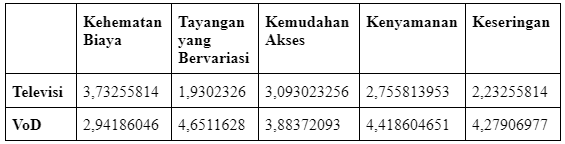 Kehematan Biaya | Tayangan yang Bervariasi | Kemudahan Akses | Kenyamanan | Keseringan
Televisi | 3,73255814 | 1,9302326 | 3,093023256 | 2,755813953 | 2,23255814
VoD | 2,94186046 | 4,6511628 | 3,88372093 | 4,418604651 | 4,27906977